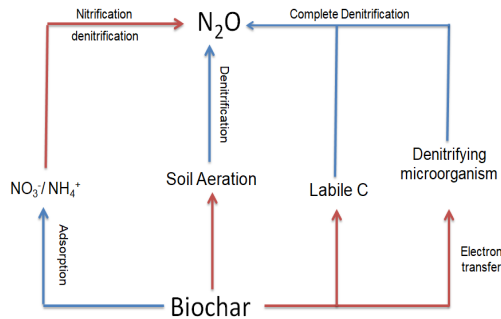 Nitrification
denitrification
N₂O
Complete Denitrification
Denitrification
NO₃⁻/ NH₄⁺
Soil Aeration
Labile C
Denitrifying
microorganism
Adsorption
Electron
transfer
Biochar